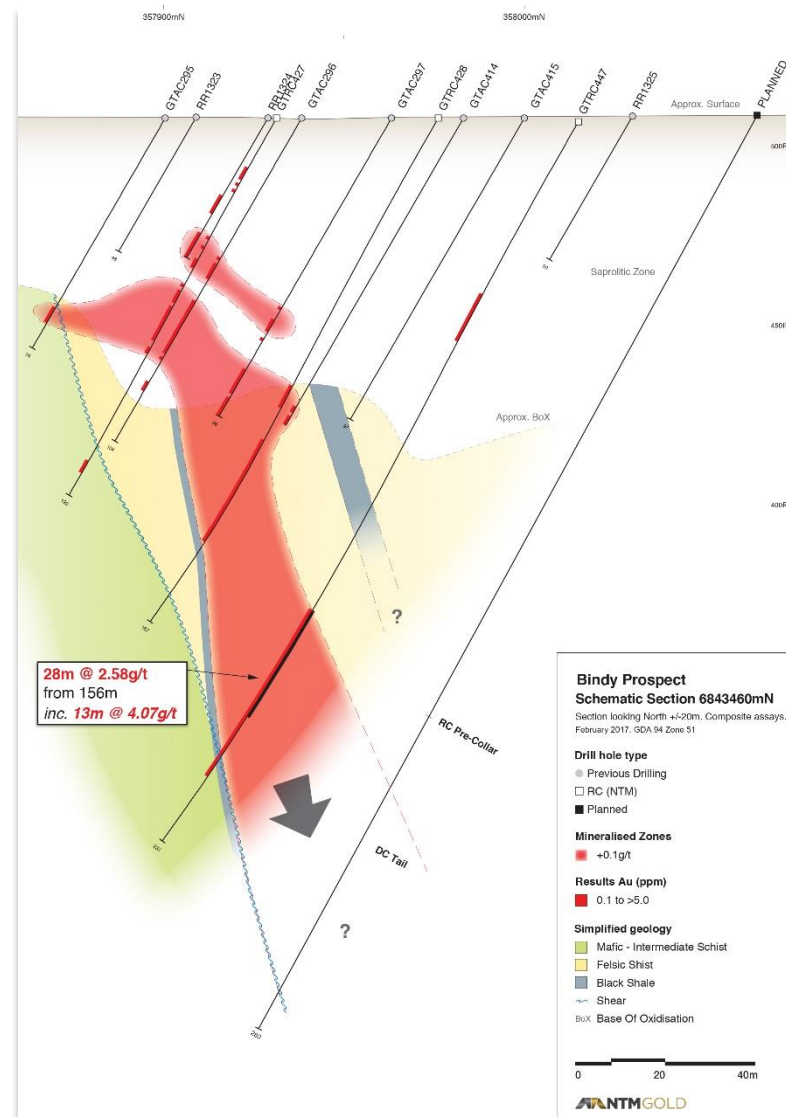 357900mN
358000mN
GTAC295
RR1323
RR1324
GTRC427
GTAC296
GTAC297
GTRC428
GTAC414
GTAC415
GTRC447
RR1325
PLANNED
Approx. Surface
Saprolitic Zone
450R
Approx. BoX
400R
?
28m @ 2.58g/t
from 156m
inc. 13m @ 4.07g/t
RC Pre-Collar
DC Tail
?
260
Bindy Prospect
Schematic Section 6843460mN
Section looking North +/-20m. Composite assays.
February 2017. GDA 94 Zone 51
Drill hole type
Previous Drilling
RC (NTM)
Planned
Mineralised Zones
+0.1g/t
Results Au (ppm)
0.1 to >5.0
Simplified geology
Mafic - Intermediate Schist
Felsic Shist
Black Shale
Shear
BoX Base Of Oxidisation
0 20 40m
NTMGOLD